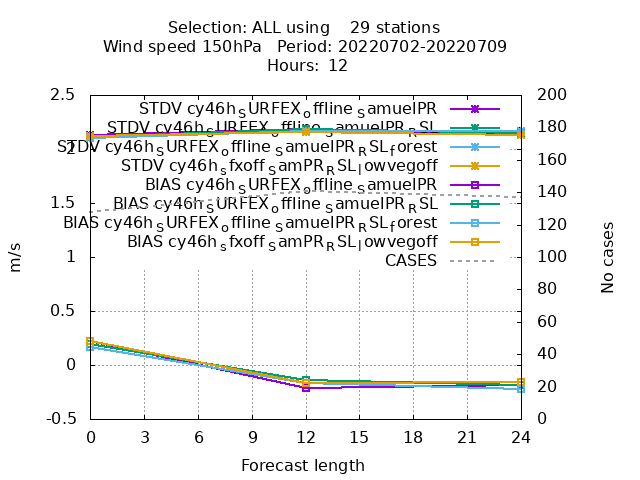 Selection: ALL using 29 stations
Wind speed 150hPa Period: 20220702-20220709
Hours: 12
2.5
2
1.5
1
0.5
0
-0.5
m/s
200
180
160
140
120
100
80
60
40
20
0
No cases
STDV cy46h_SURFEX_offline_SamuelPR
STDV cy46h_SURFEX_offline_SamuelPR_RSL
STDV cy46h_SURFEX_offline_SamuelPR_RSL_forest
STDV cy46h_sfxoff_SamPR_RSL_lowvegoff
BIAS cy46h_SURFEX_offline_SamuelPR
BIAS cy46h_SURFEX_offline_SamuelPR_RSL
BIAS cy46h_SURFEX_offline_SamuelPR_RSL_forest
BIAS cy46h_sfxoff_SamPR_RSL_lowvegoff
CASES
0 3 6 9 12 15 18 21 24
Forecast length